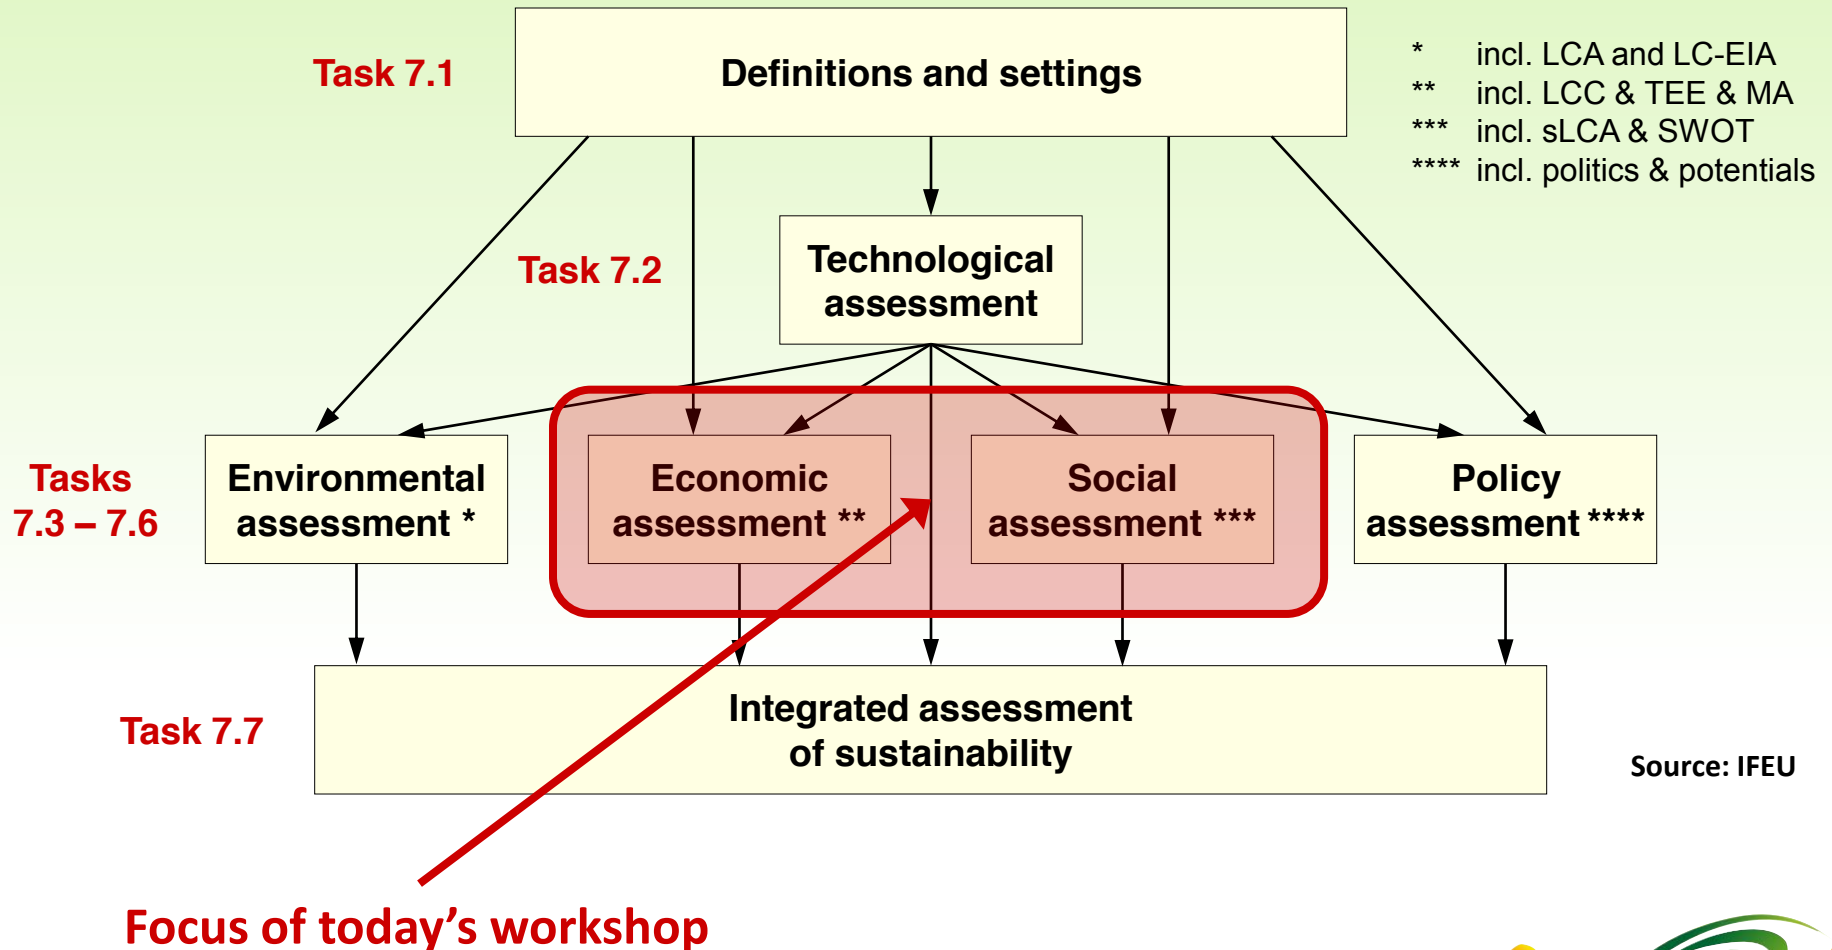 Task 7.1
Definitions and settings
* incl. LCA and LC-EIA
** incl. LCC & TEE & MA
*** incl. sLCA & SWOT
**** incl. politics & potentials
Task 7.2
Technological
assessment
Tasks
7.3 – 7.6
Environmental
assessment *
Economic
assessment **
Social
assessment ***
Policy
assessment ****
Task 7.7
Integrated assessment
of sustainability
Source: IFEU
Focus of today’s workshop